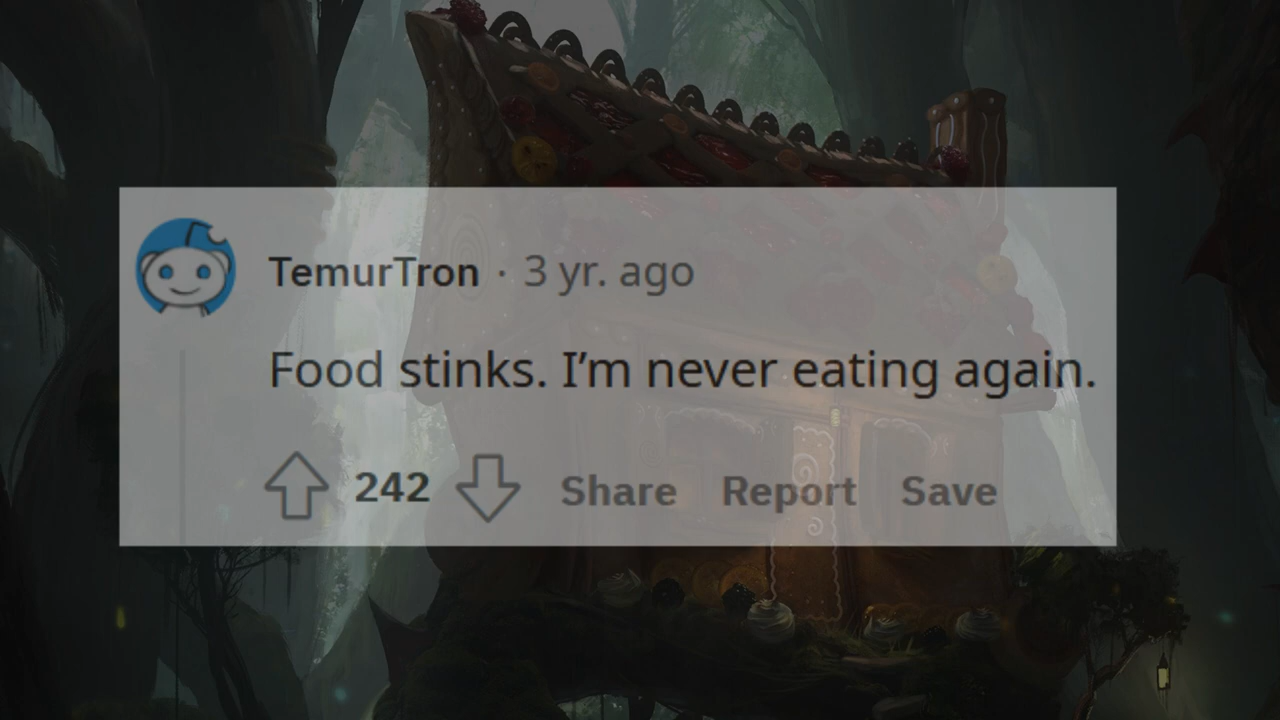 TemurTron · 3 yr. ago
Food stinks. I’m never eating again.
242 Share Report Save